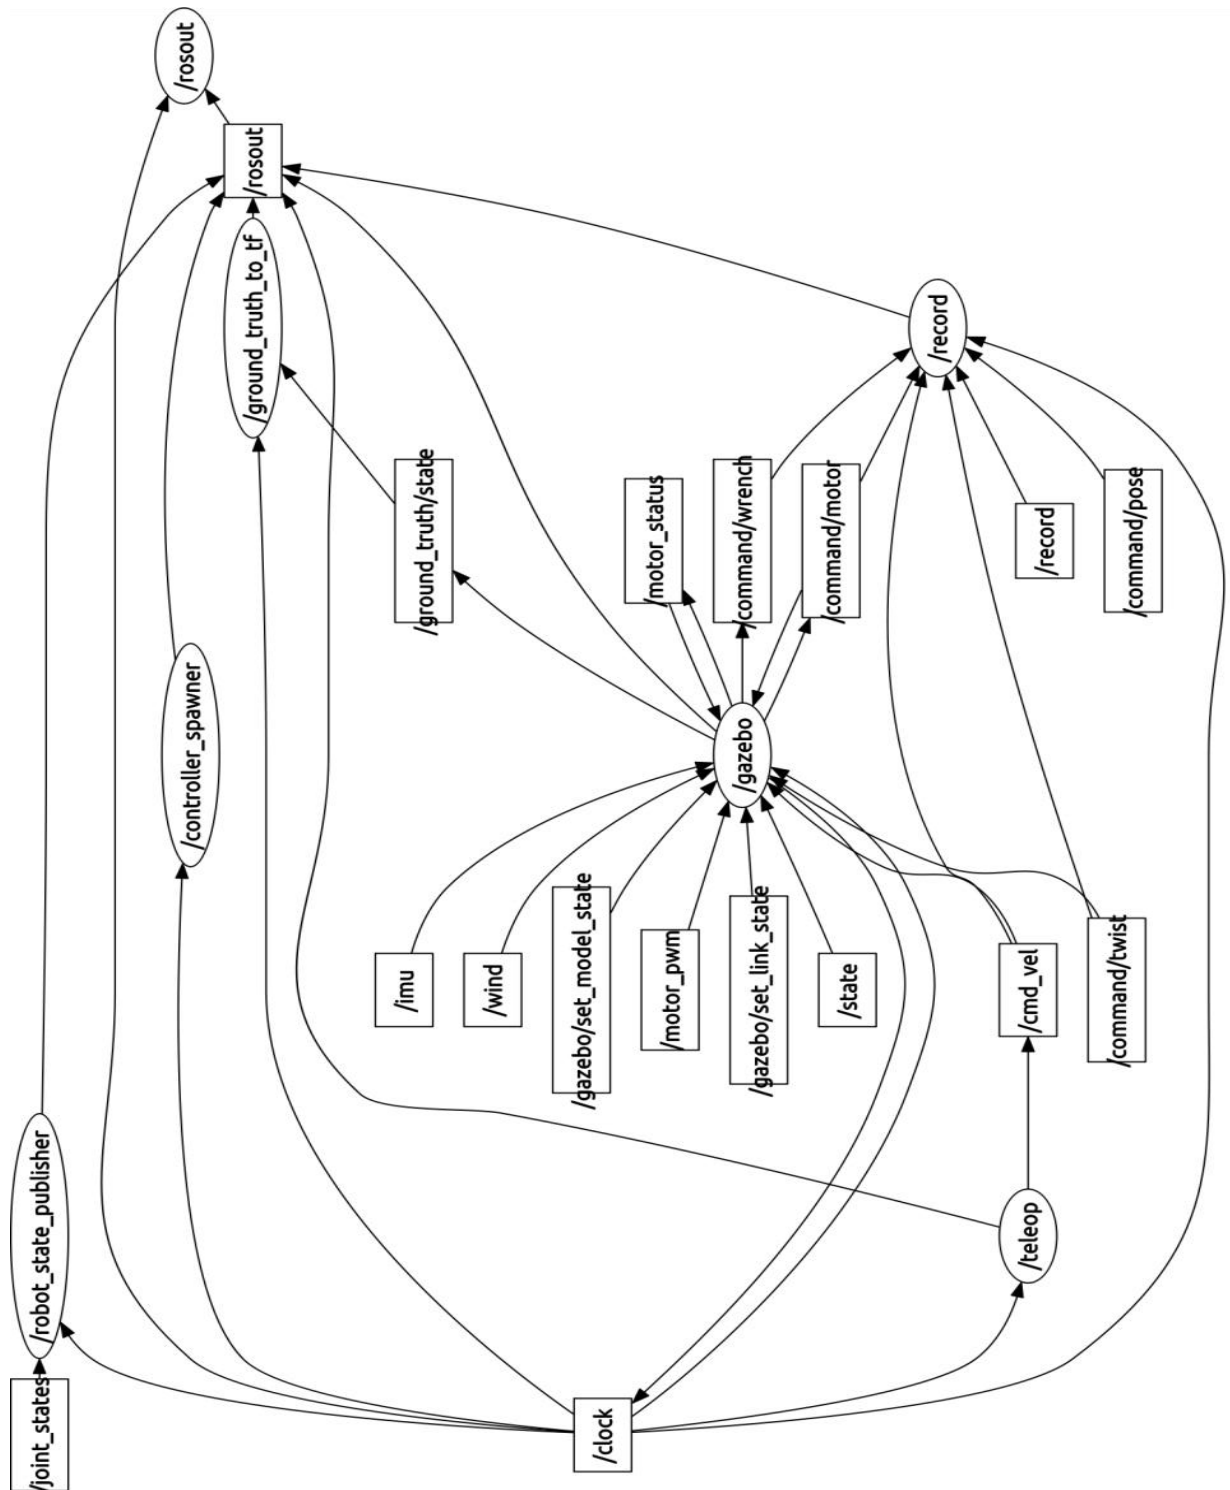 /rosout
/rosout
/ground_truth_to_tf
/record
/ground_truth/state
/motor_status
/command/wrench
/command/motor
/record
/command/pose
/controller_spawner
/gazebo
/imu
/wind
/gazebo/set_model_state
/motor_pwm
/gazebo/set_link_state
/state
/cmd_vel
/command/twist
/robot_state_publisher
/teleop
/joint_states
/clock